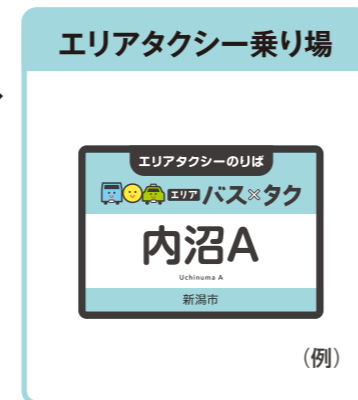 エリアタクシー乗り場
エリアタクシーのりば
エリア バス×タク
内沼A
Uchinuma A
新潟市
(例)